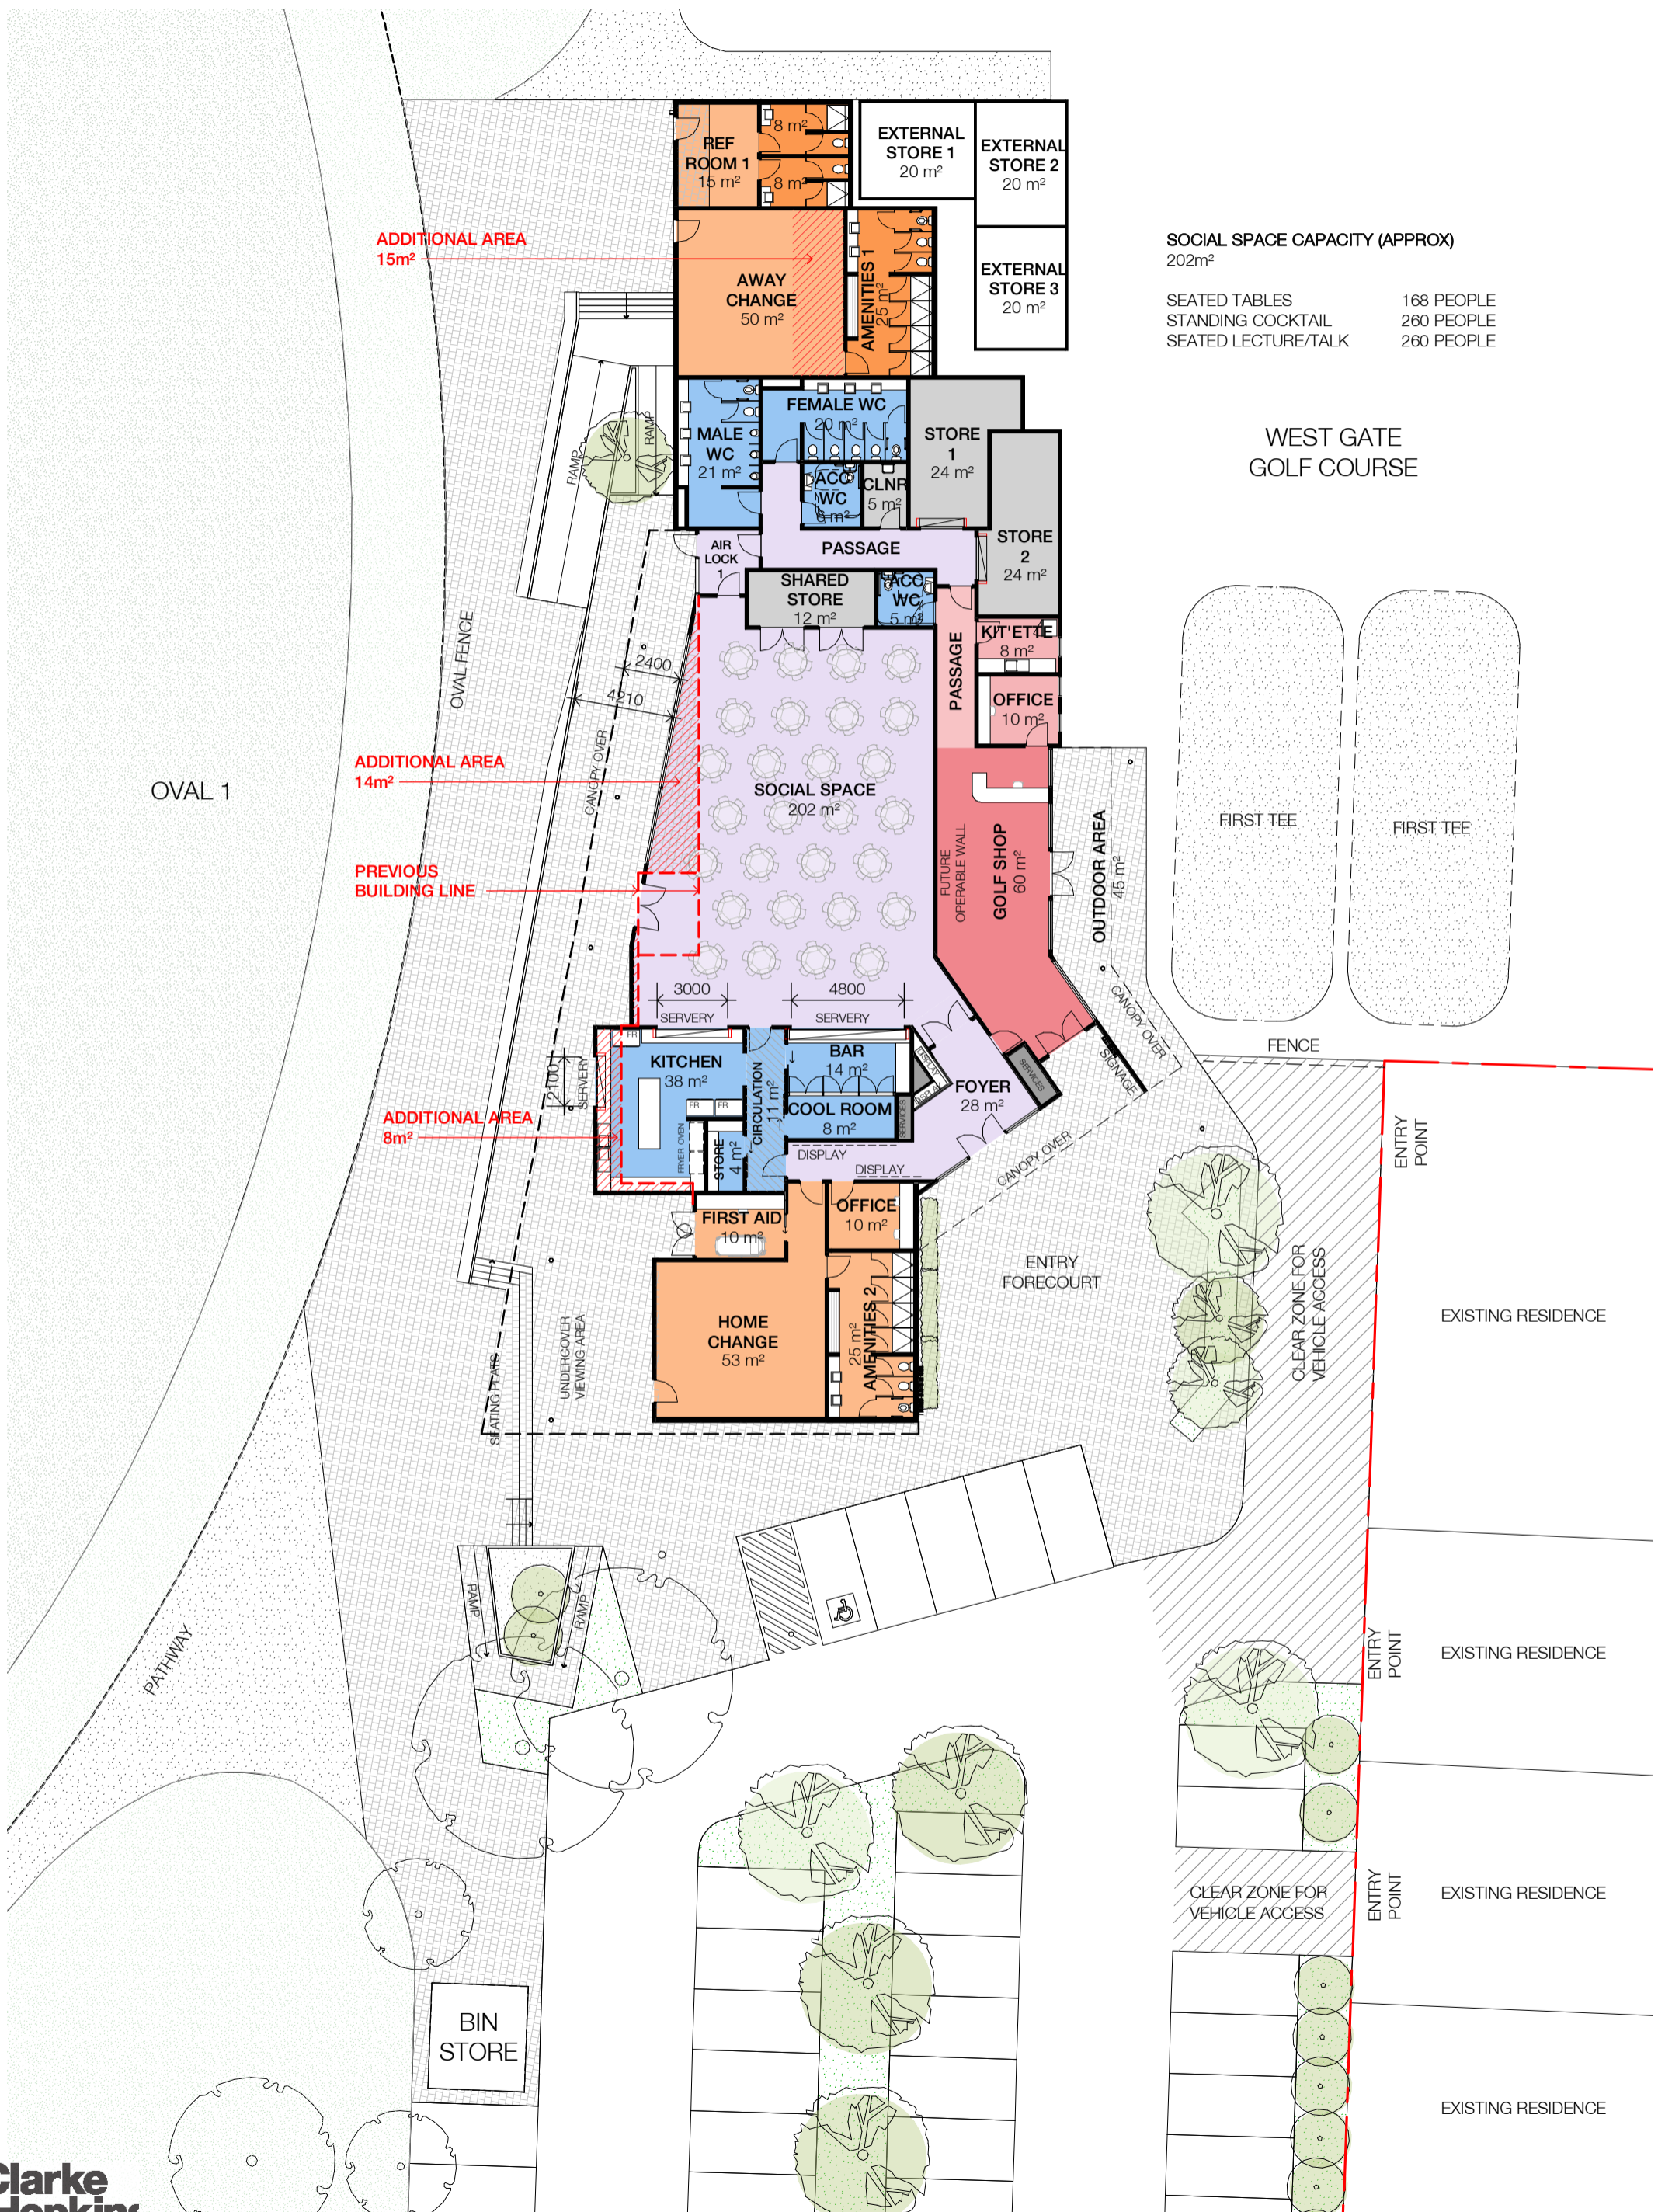 REF
ROOM 1
15 m²
8 m²
8 m²
EXTERNAL
STORE 1
20 m²
EXTERNAL
STORE 2
20 m²
EXTERNAL
STORE 3
20 m²
ADDITIONAL AREA
15m²
AWAY
CHANGE
50 m²
AMENITIES 1
25 m²
SOCIAL SPACE CAPACITY (APPROX)
202m²
SEATED TABLES 168 PEOPLE
STANDING COCKTAIL 260 PEOPLE
SEATED LECTURE/TALK 260 PEOPLE
WEST GATE
GOLF COURSE
RAMP
RAMP
MALE
WC
21 m²
FEMALE WC
20 m²
ACC
WC
6 m²
CLNR
5 m²
STORE
1
24 m²
STORE
2
24 m²
AIR
LOCK
1
PASSAGE
SHARED
STORE
12 m²
ACC
WC
5 m²
PASSAGE
KIT'ETTE
8 m²
OFFICE
10 m²
OVAL FENCE
2400
4210
CANOPY OVER
OVAL 1
ADDITIONAL AREA
14m²
SOCIAL SPACE
202 m²
FUTURE
OPERABLE WALL
GOLF SHOP
60 m²
OUTDOOR AREA
45 m²
FIRST TEE
FIRST TEE
PREVIOUS
BUILDING LINE
3000
SERVERY
4800
SERVERY
CANOPY OVER
SIGNAGE
FENCE
FR
KITCHEN
38 m²
2100
SERVERY
FR
FR
FRYER OVEN
STORE
4 m²
CIRCULATION
11 m²
BAR
14 m²
COOL ROOM
8 m²
SERVICES
DISPLAY
DISPLAY
FOYER
28 m²
SERVICES
DISPLAY
DISPLAY
CANOPY OVER
ADDITIONAL AREA
8m²
FIRST AID
10 m²
OFFICE
10 m²
HOME
CHANGE
53 m²
AMENITIES 2
25 m²
UNDERCOVER
VIEWING AREA
SEATING PLATS
ENTRY
FORECOURT
CLEAR ZONE FOR
VEHICLE ACCESS
ENTRY
POINT
EXISTING RESIDENCE
RAMP
RAMP
PATHWAY
ENTRY
POINT
EXISTING RESIDENCE
CLEAR ZONE FOR
VEHICLE ACCESS
ENTRY
POINT
EXISTING RESIDENCE
BIN
STORE
EXISTING RESIDENCE
Clarke
Hopkins